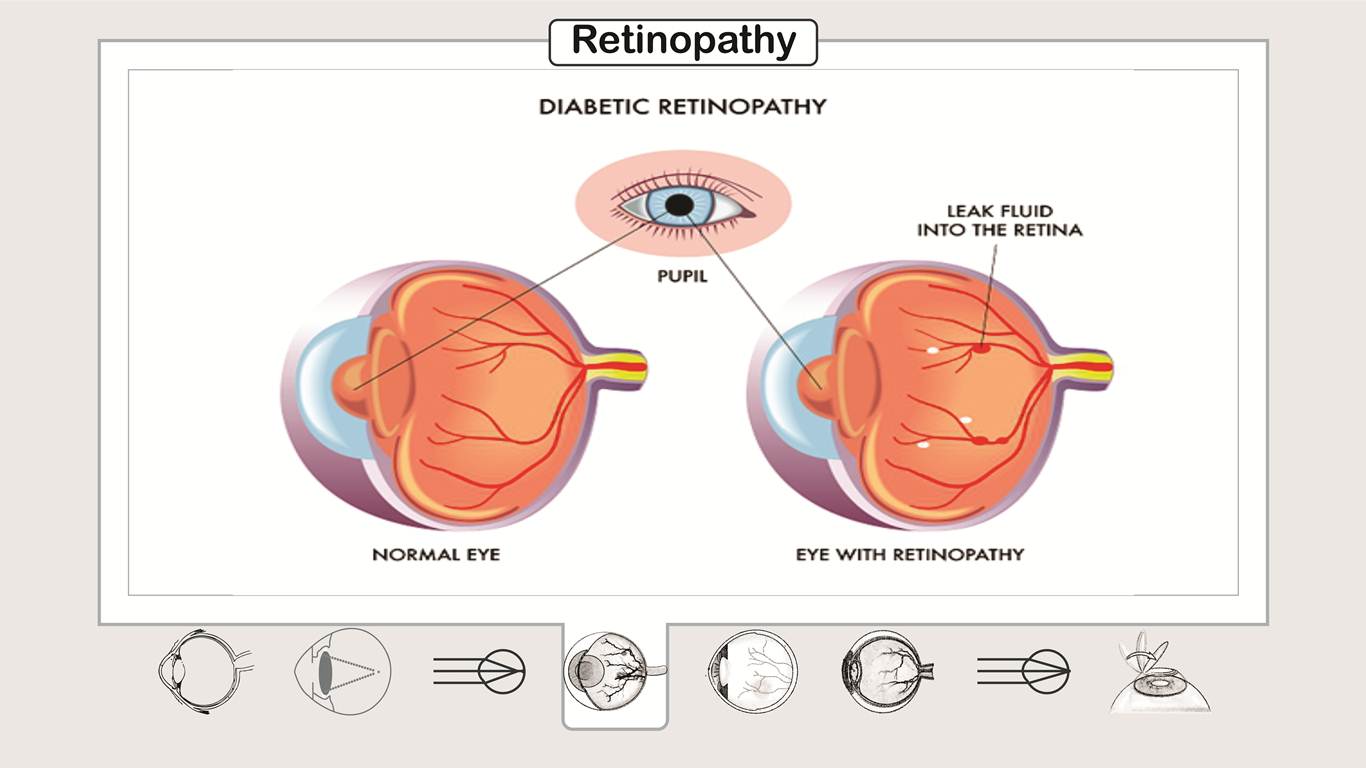 Retinopathy
DIABETIC RETINOPATHY
LEAK FLUID
INTO THE RETINA
PUPIL
NORMAL EYE
EYE WITH RETINOPATHY